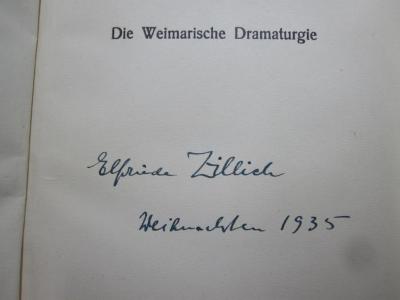 Die Weimarische Dramaturgie
Elfriede Zillich
Weihnachten 1935